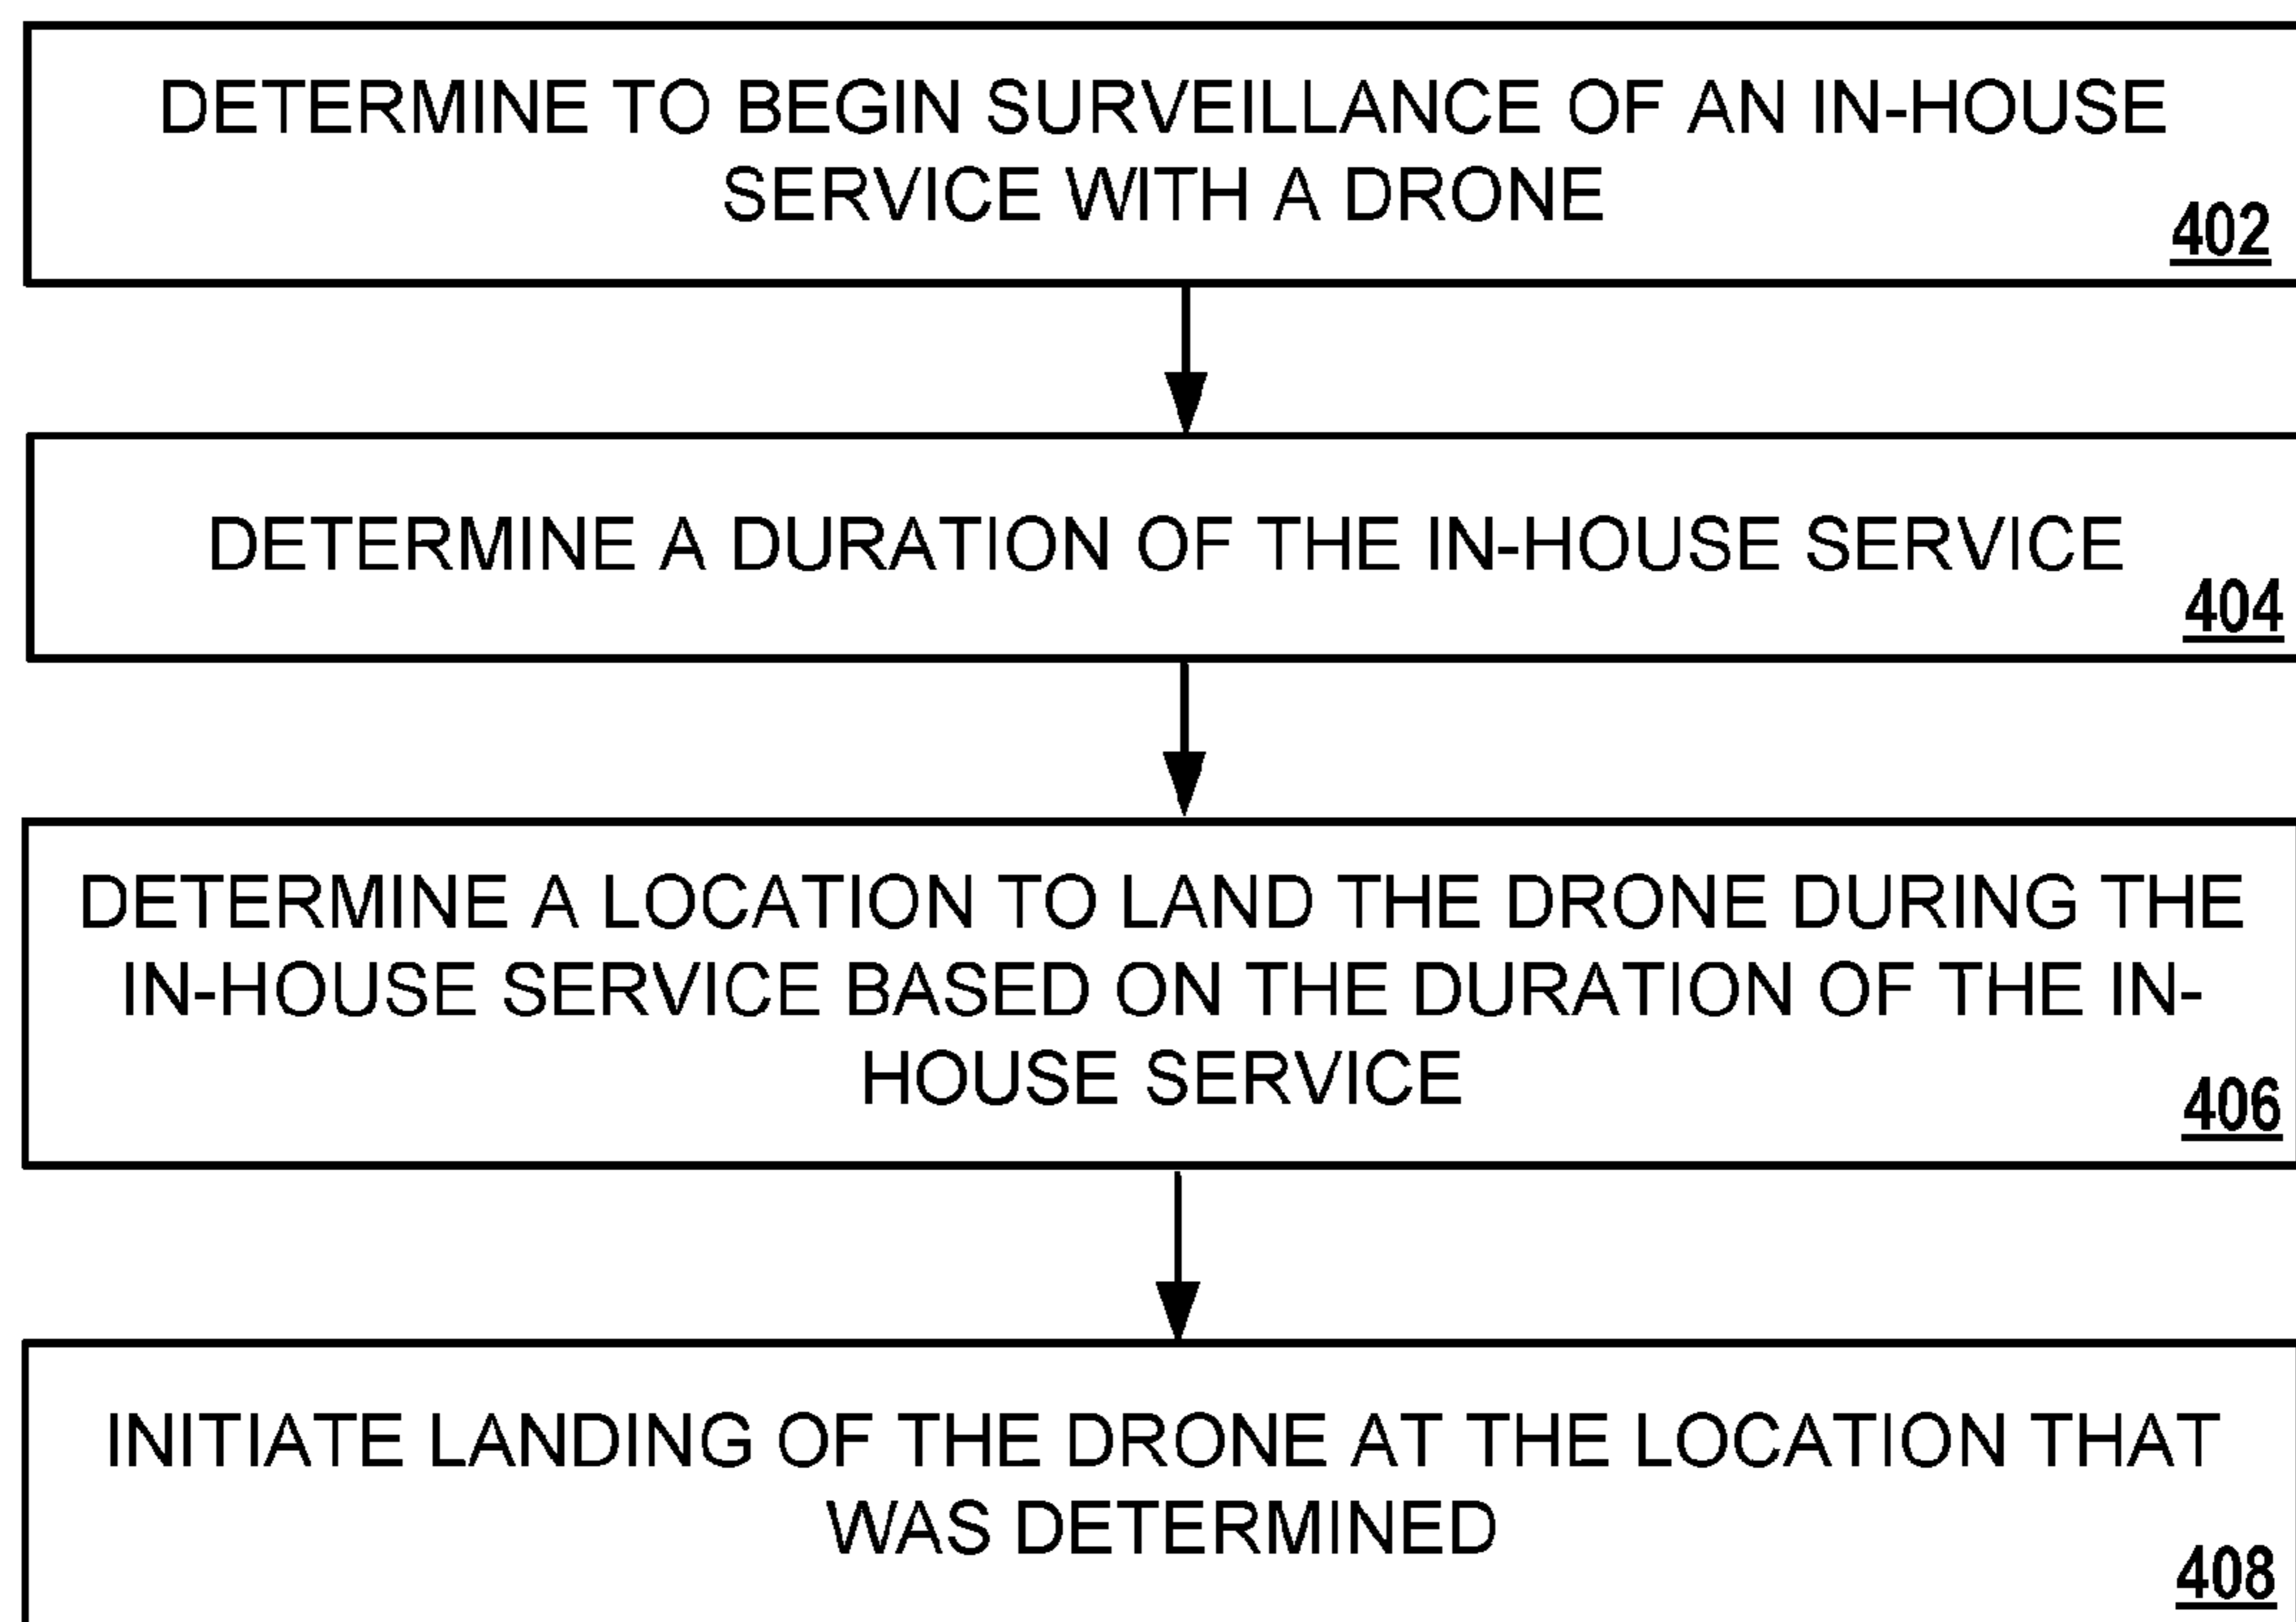 DETERMINE TO BEGIN SURVEILLANCE OF AN IN-HOUSE
SERVICE WITH A DRONE
402
DETERMINE A DURATION OF THE IN-HOUSE SERVICE
404
DETERMINE A LOCATION TO LAND THE DRONE DURING THE
IN-HOUSE SERVICE BASED ON THE DURATION OF THE IN-
HOUSE SERVICE
406
INITIATE LANDING OF THE DRONE AT THE LOCATION THAT
WAS DETERMINED
408